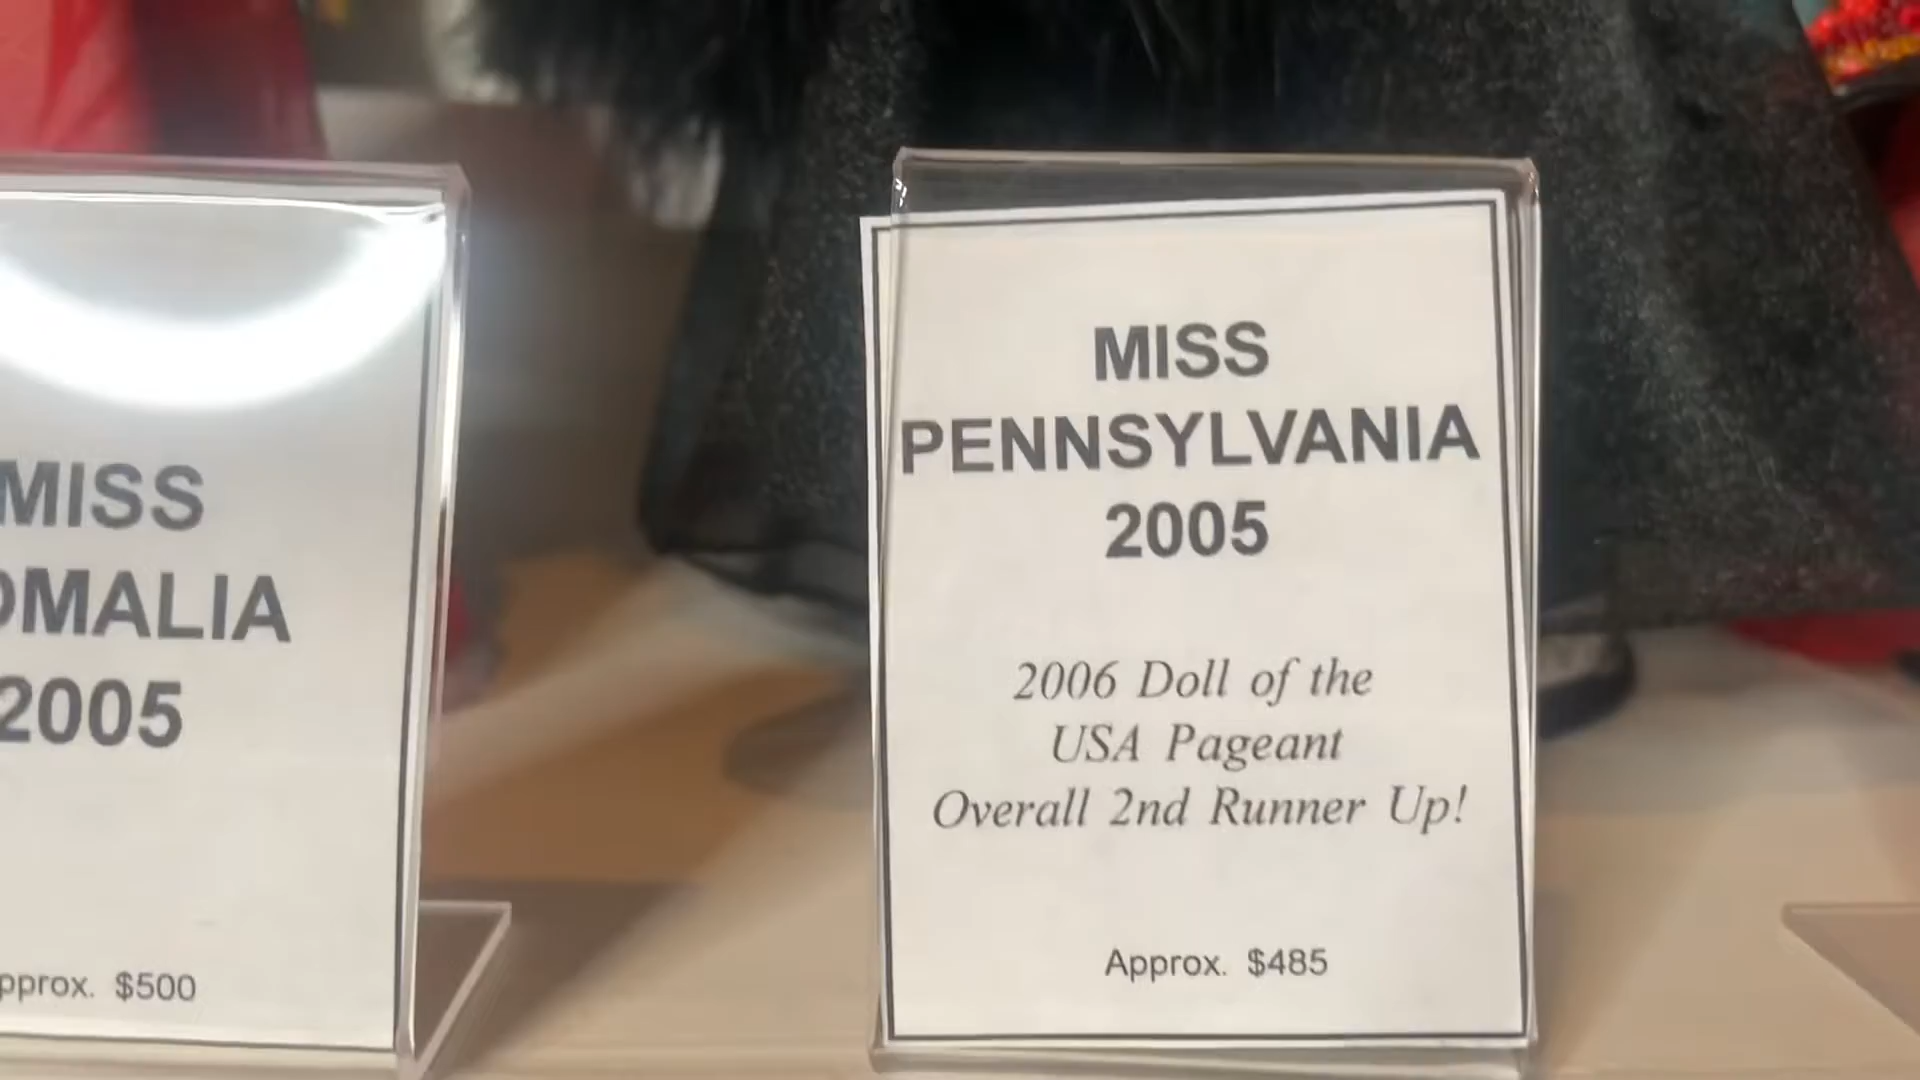 MISS
OMALIA
2005
pprox. $500
MISS
PENNSYLVANIA
2005
2006 Doll of the
USA Pageant
Overall 2nd Runner Up!
Approx. $485